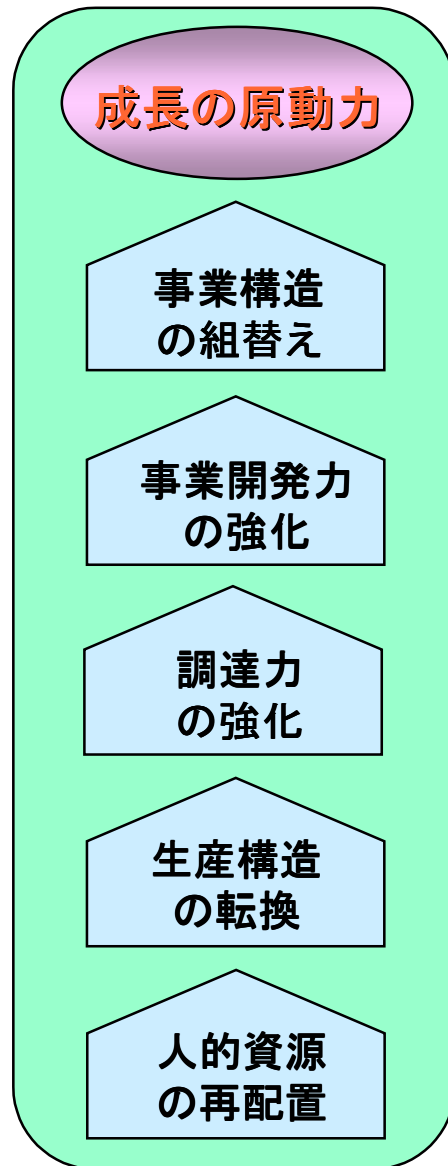 成長の原動力
事業構造
の組替え
事業開発力
の強化
調達力
の強化
生産構造
の転換
人的資源
の再配置